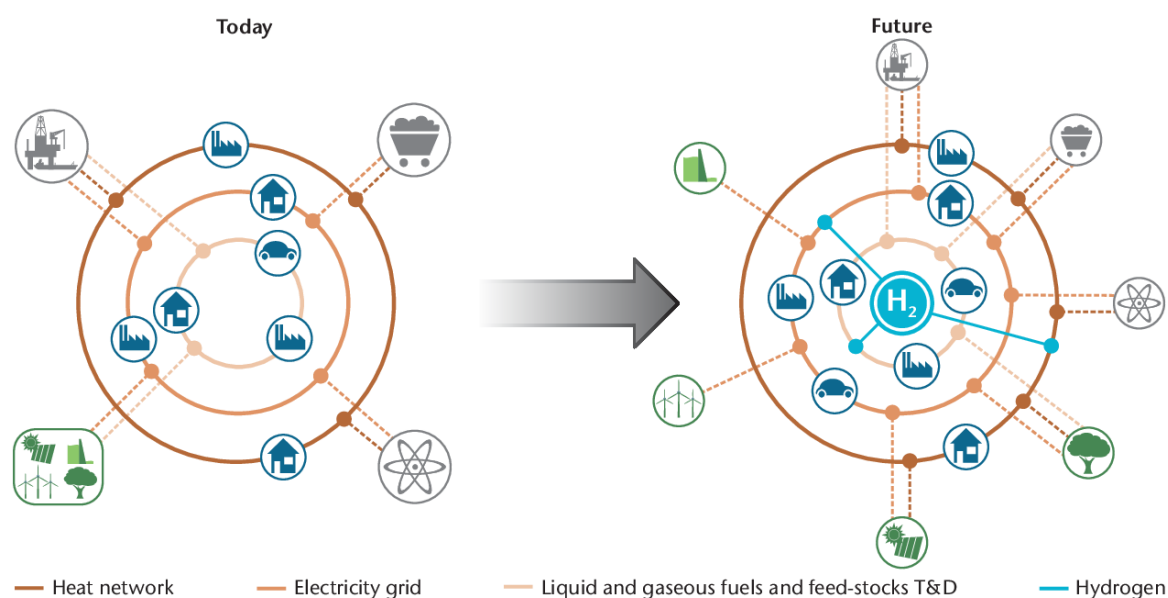 Today
Future
H₂
Heat network
Electricity grid
Liquid and gaseous fuels and feed-stocks T&D
Hydrogen